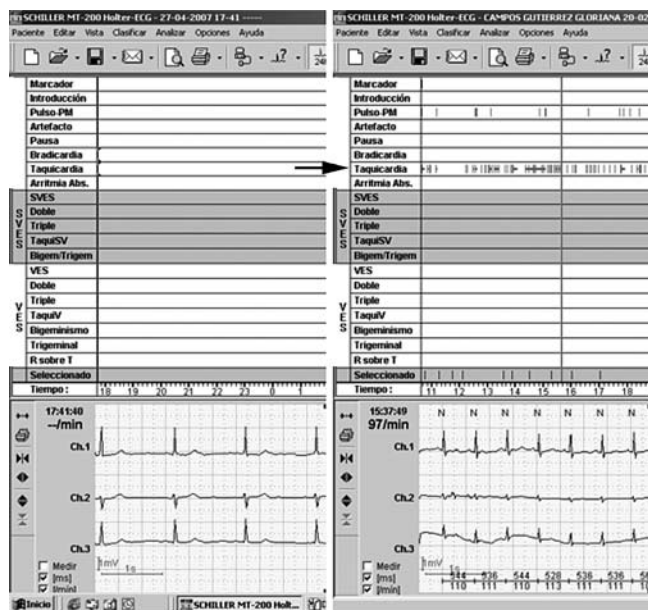 SCHILLER MT-200 Holter-ECG - 27-04-2007 17-41 -----
Paciente Editar Vista Clasificar Analizar Opciones Ayuda
Marcador
Introducción
Pulso-PM
Artefacto
Pausa
Bradicardia
Taquicardia
Arritmia Abs.
SVES
SVES
Doble
Triple
TaquiSV
Bigem/Trigem
VES
VES
Doble
Triple
TaquiV
Bigeminismo
Trigeminal
R sobre T
Seleccionado
Tiempo :
18 19 20 21 22 23 0 1
17:41:40
--/min
Ch.1
Ch.2
Ch.3
1mV
1s
Medir
[ms]
[/min]
Inicio
SCHILLER MT-200 Holt...
SCHILLER MT-200 Holter-ECG - CAMPOS GUTIERREZ GLORIANA 20-02
Paciente Editar Vista Clasificar Analizar Opciones Ayuda
Marcador
Introducción
Pulso-PM
Artefacto
Pausa
Bradicardia
Taquicardia
Arritmia Abs.
SVES
SVES
Doble
Triple
TaquiSV
Bigem/Trigem
VES
VES
Doble
Triple
TaquiV
Bigeminismo
Trigeminal
R sobre T
Seleccionado
Tiempo :
11 12 13 14 15 16 17 18
15:37:49
97/min
N N N N N N N
Ch.1
Ch.2
Ch.3
1mV
1s
544 536 544 528 536 536
110 111 110 113 111 111
Medir
[ms]
[/min]